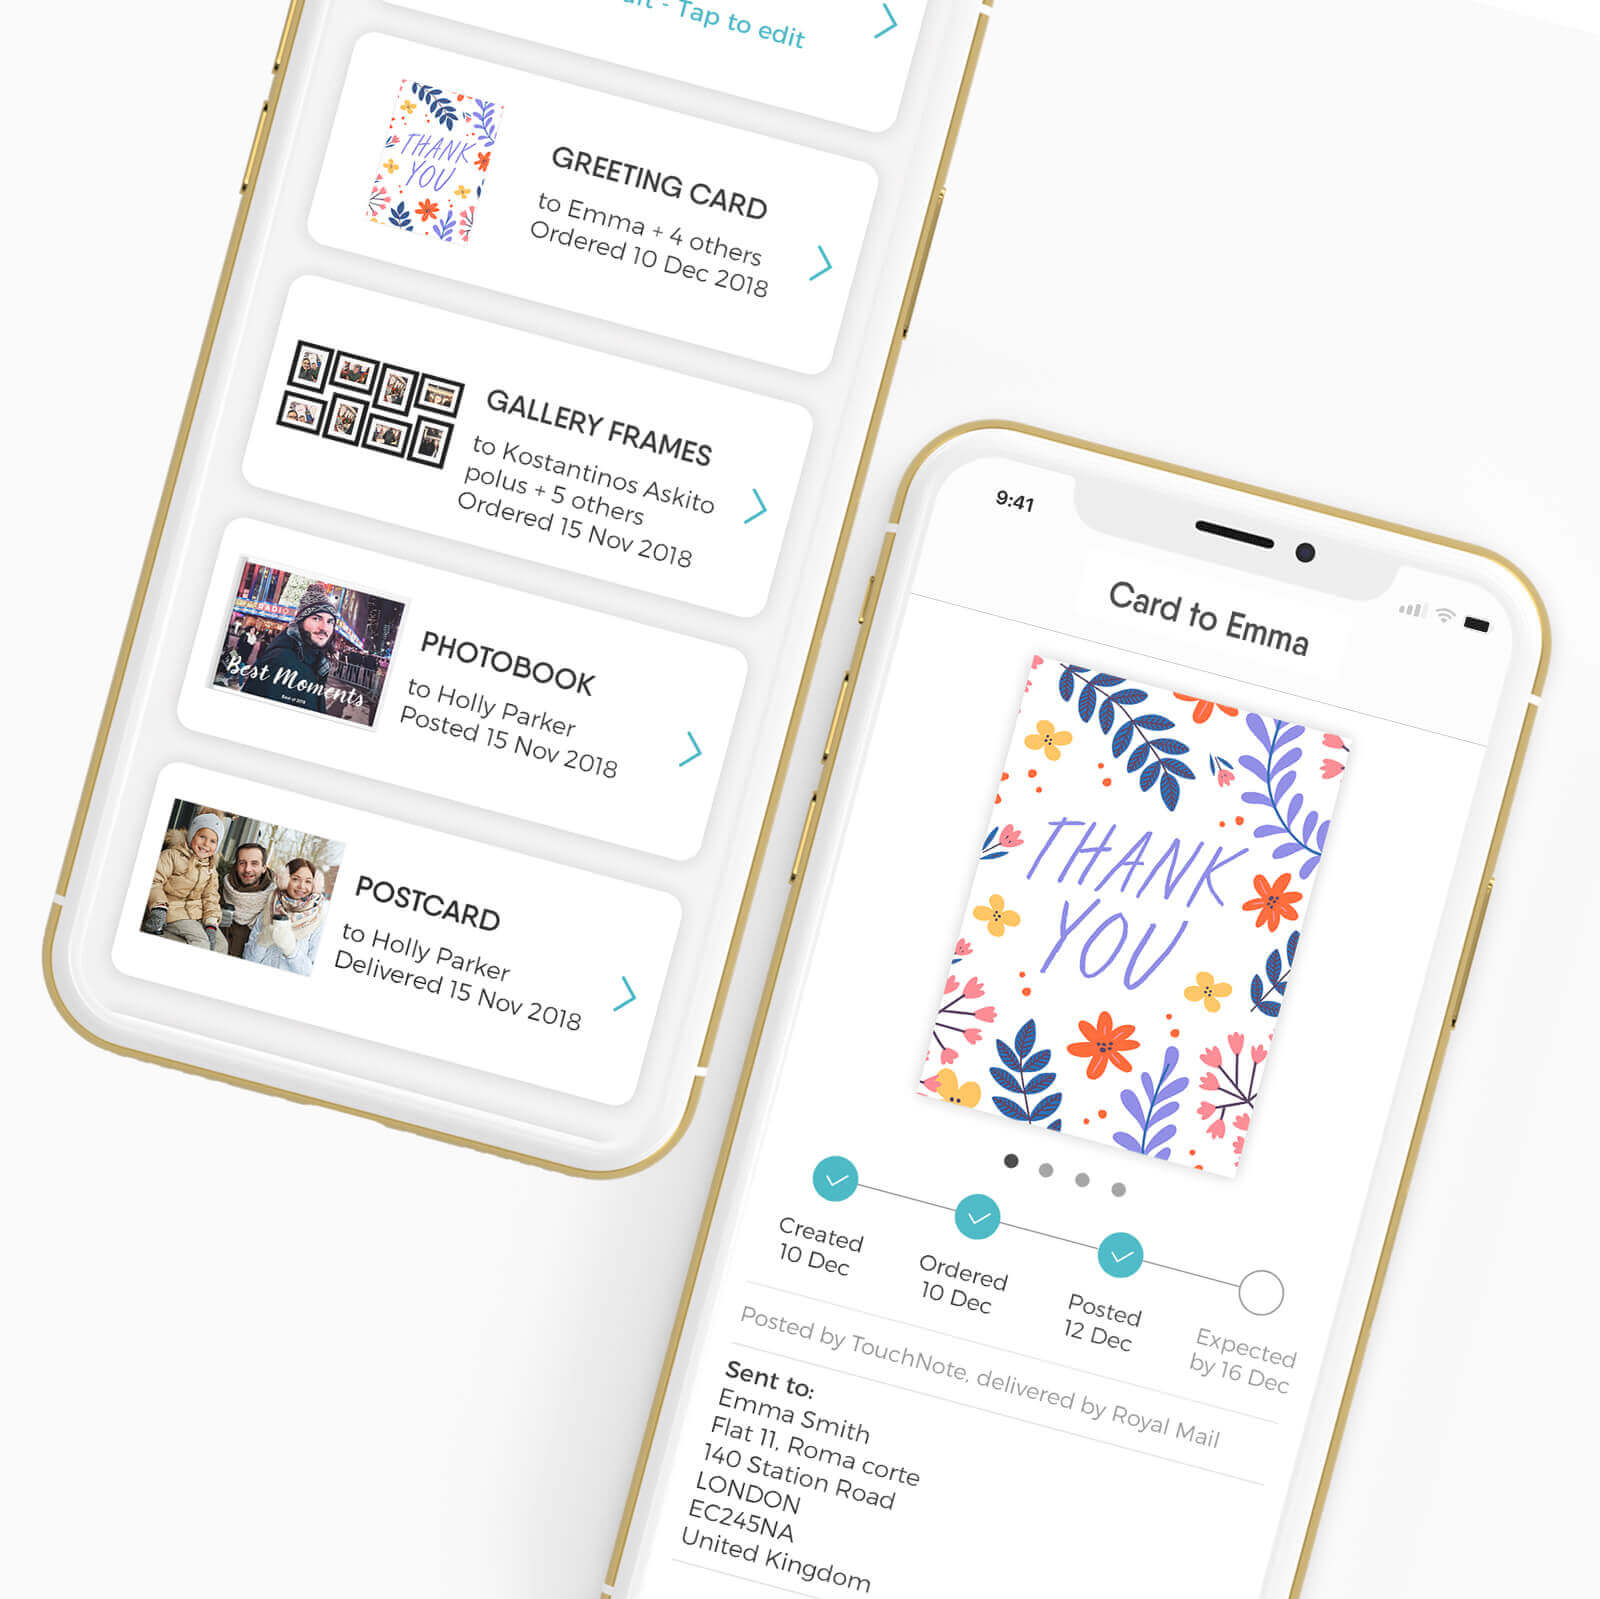 - Tap to edit
THANK
YOU
GREETING CARD
to Emma + 4 others
Ordered 10 Dec 2018
GALLERY FRAMES
to Kostantinos Askito
polus + 5 others
Ordered 15 Nov 2018
RADIO
Best Moments
PHOTOBOOK
to Holly Parker
Posted 15 Nov 2018
POSTCARD
to Holly Parker
Delivered 15 Nov 2018
9:41
Card to Emma
THANK
YOU
Created
10 Dec
Ordered
10 Dec
Posted
12 Dec
Expected
by 16 Dec
Posted by TouchNote, delivered by Royal Mail
Sent to:
Emma Smith
Flat 11, Roma corte
140 Station Road
LONDON
EC245NA
United Kingdom